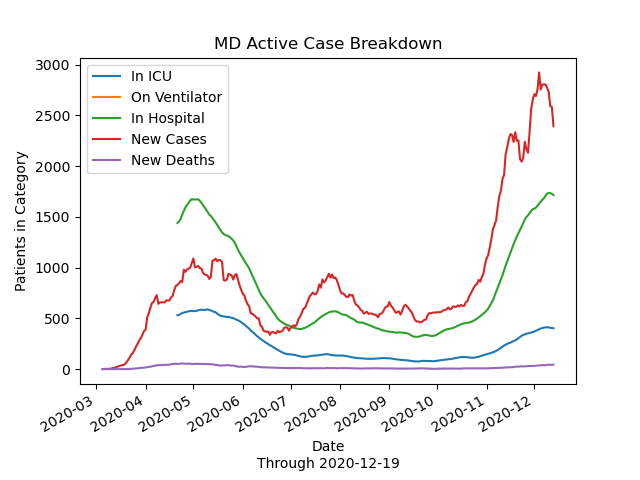 MD Active Case Breakdown
In ICU
On Ventilator
In Hospital
New Cases
New Deaths
Patients in Category
3000
2500
2000
1500
1000
500
0
2020-03
2020-04
2020-05
2020-06
2020-07
2020-08
2020-09
2020-10
2020-11
2020-12
Date
Through 2020-12-19